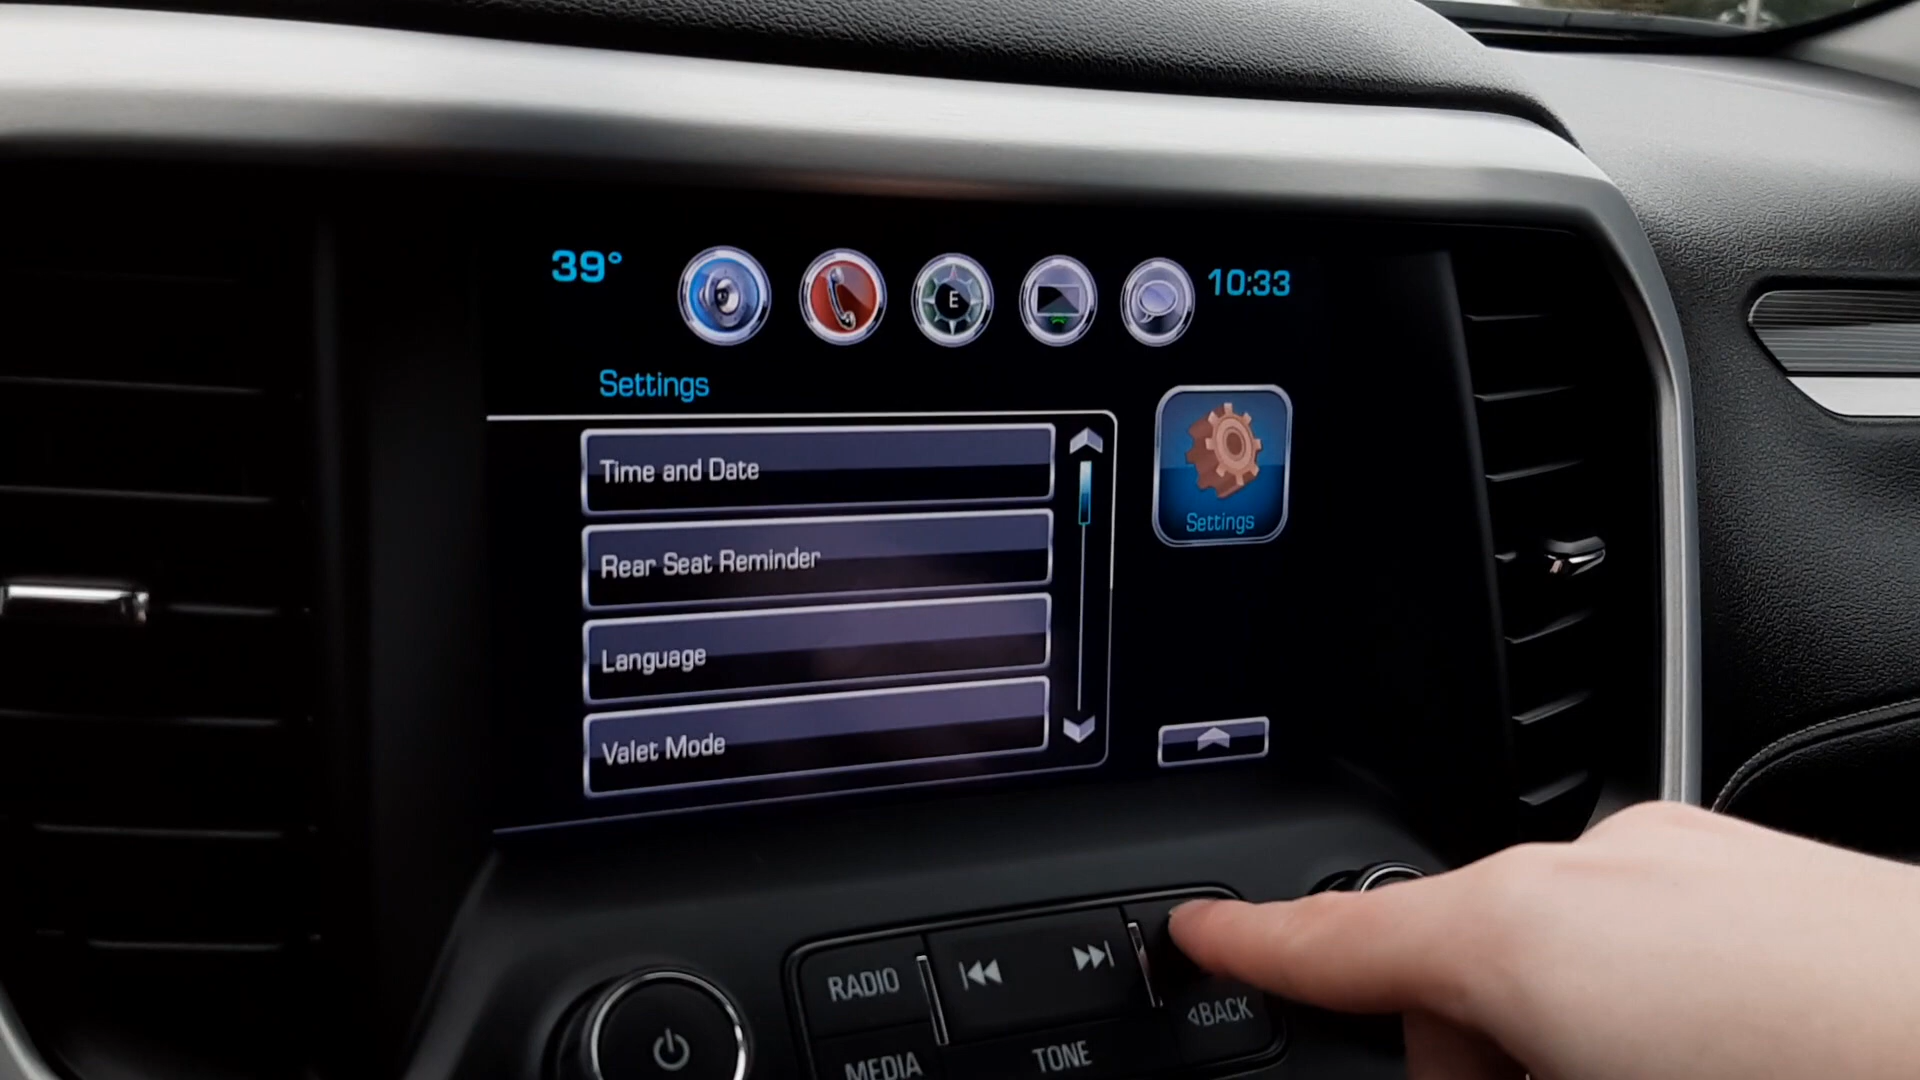 39°
E
10:33
Settings
Time and Date
Settings
Rear Seat Reminder
Language
Valet Mode
RADIO
BACK
MEDIA
TONE